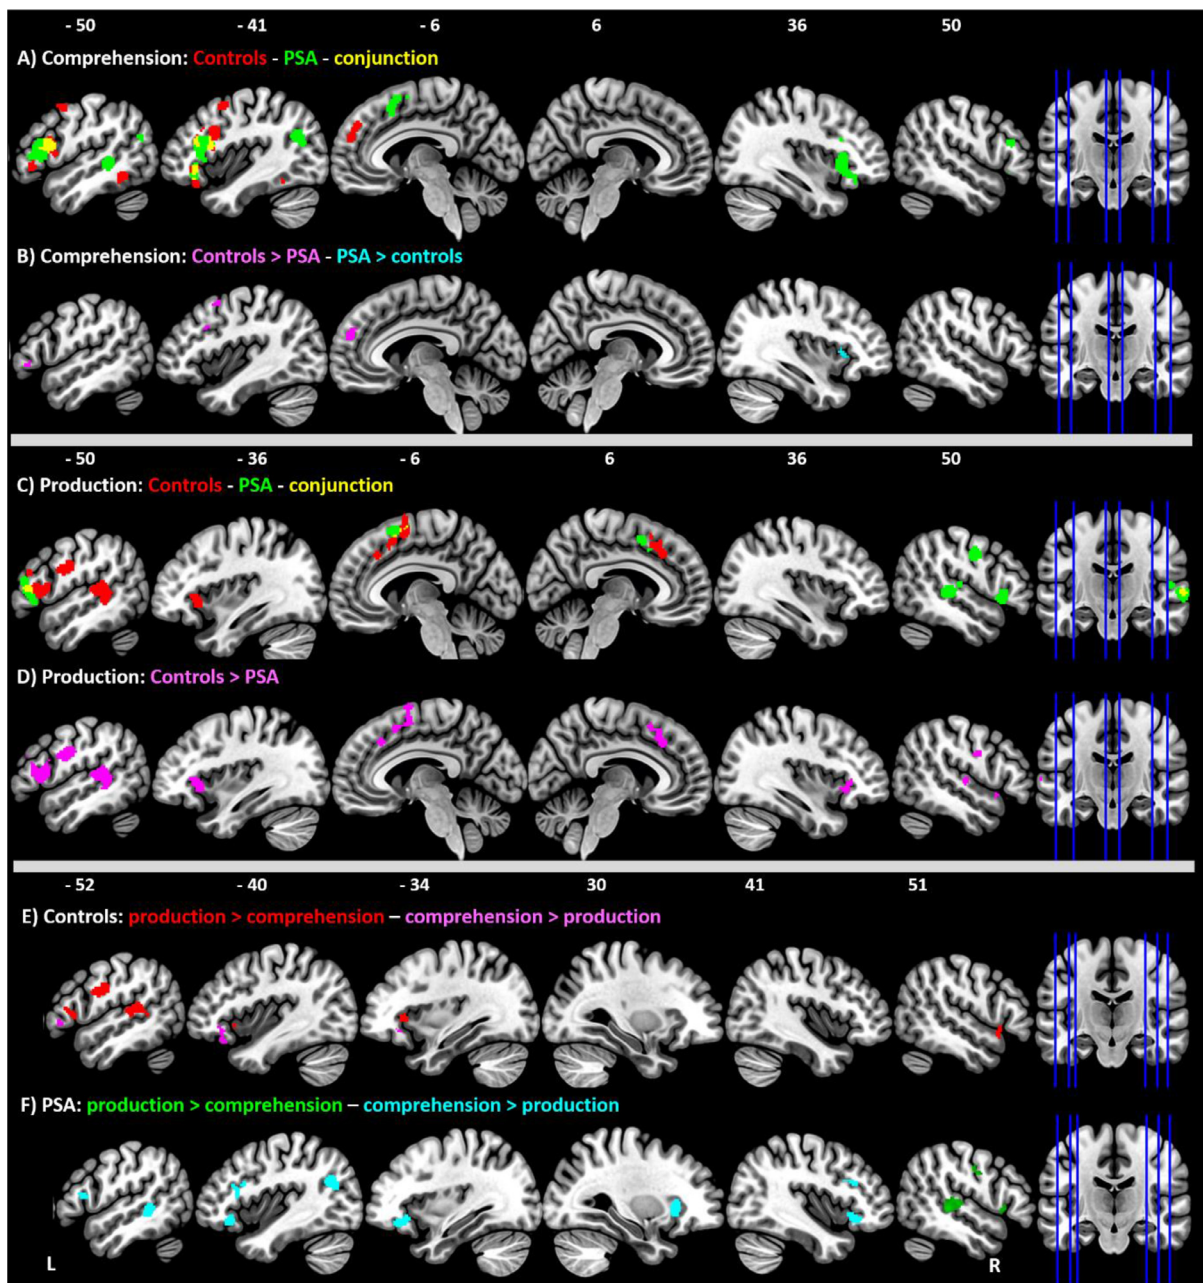 - 50 - 41 - 6 6 36 50
A) Comprehension: Controls - PSA - conjunction
B) Comprehension: Controls > PSA - PSA > controls
- 50 - 36 - 6 6 36 50
C) Production: Controls - PSA - conjunction
D) Production: Controls > PSA
- 52 - 40 - 34 30 41 51
E) Controls: production > comprehension – comprehension > production
F) PSA: production > comprehension – comprehension > production
L R